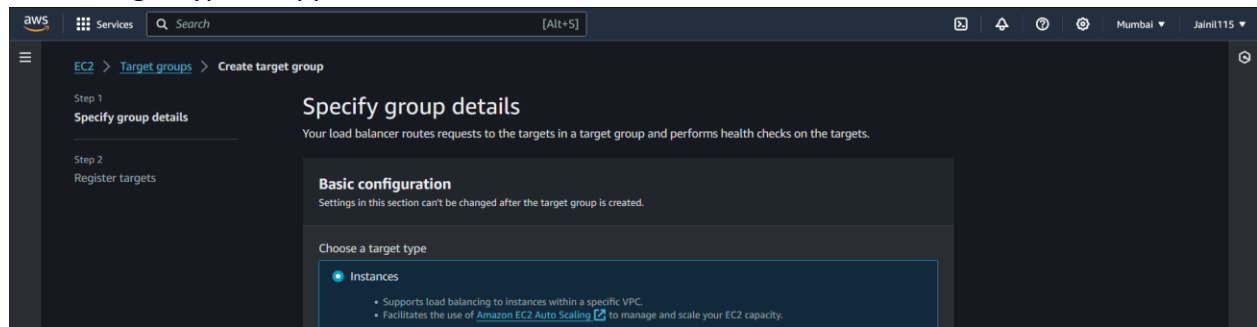 aws Services Search [Alt+S] Mumbai ▼ Jainil115 ▼
EC2 > Target groups > Create target group
Step 1
Specify group details
Step 2
Register targets
Specify group details
Your load balancer routes requests to the targets in a target group and performs health checks on the targets.
Basic configuration
Settings in this section can't be changed after the target group is created.
Choose a target type
Instances
• Supports load balancing to instances within a specific VPC.
• Facilitates the use of Amazon EC2 Auto Scaling to manage and scale your EC2 capacity.